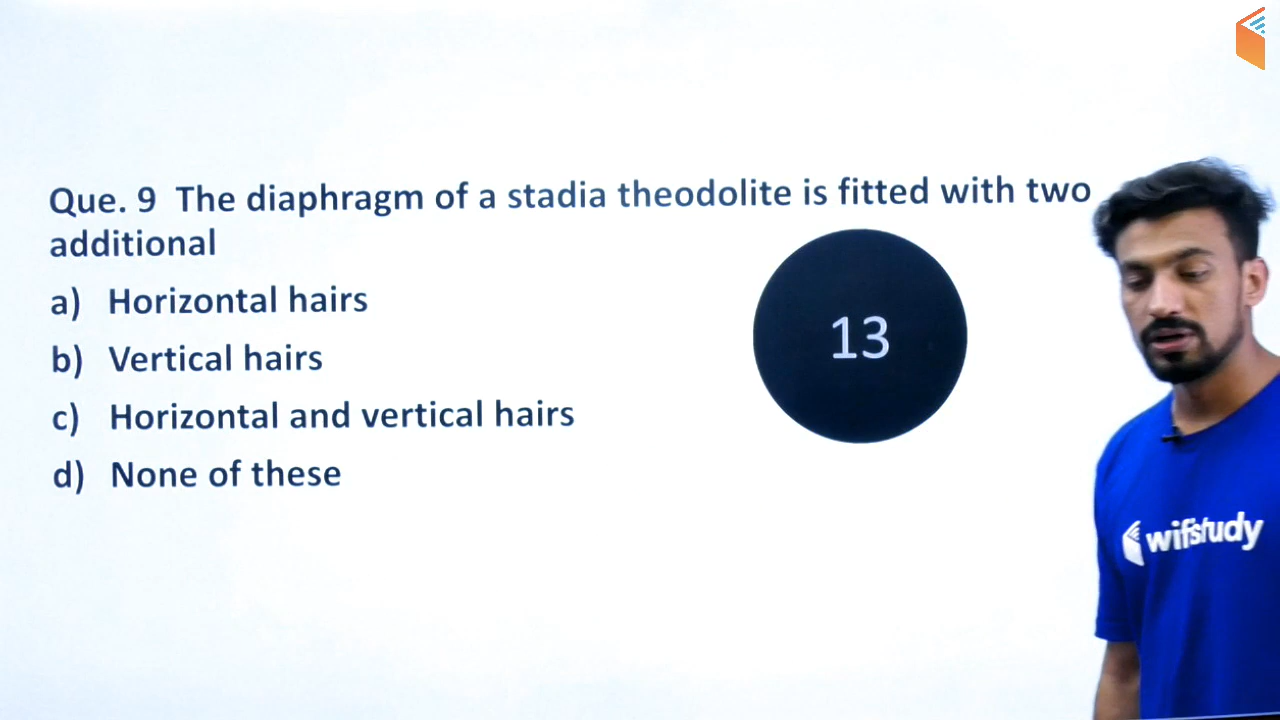 Que. 9 The diaphragm of a stadia theodolite is fitted with two
additional
a) Horizontal hairs
b) Vertical hairs
c) Horizontal and vertical hairs
d) None of these
13
wifistudy